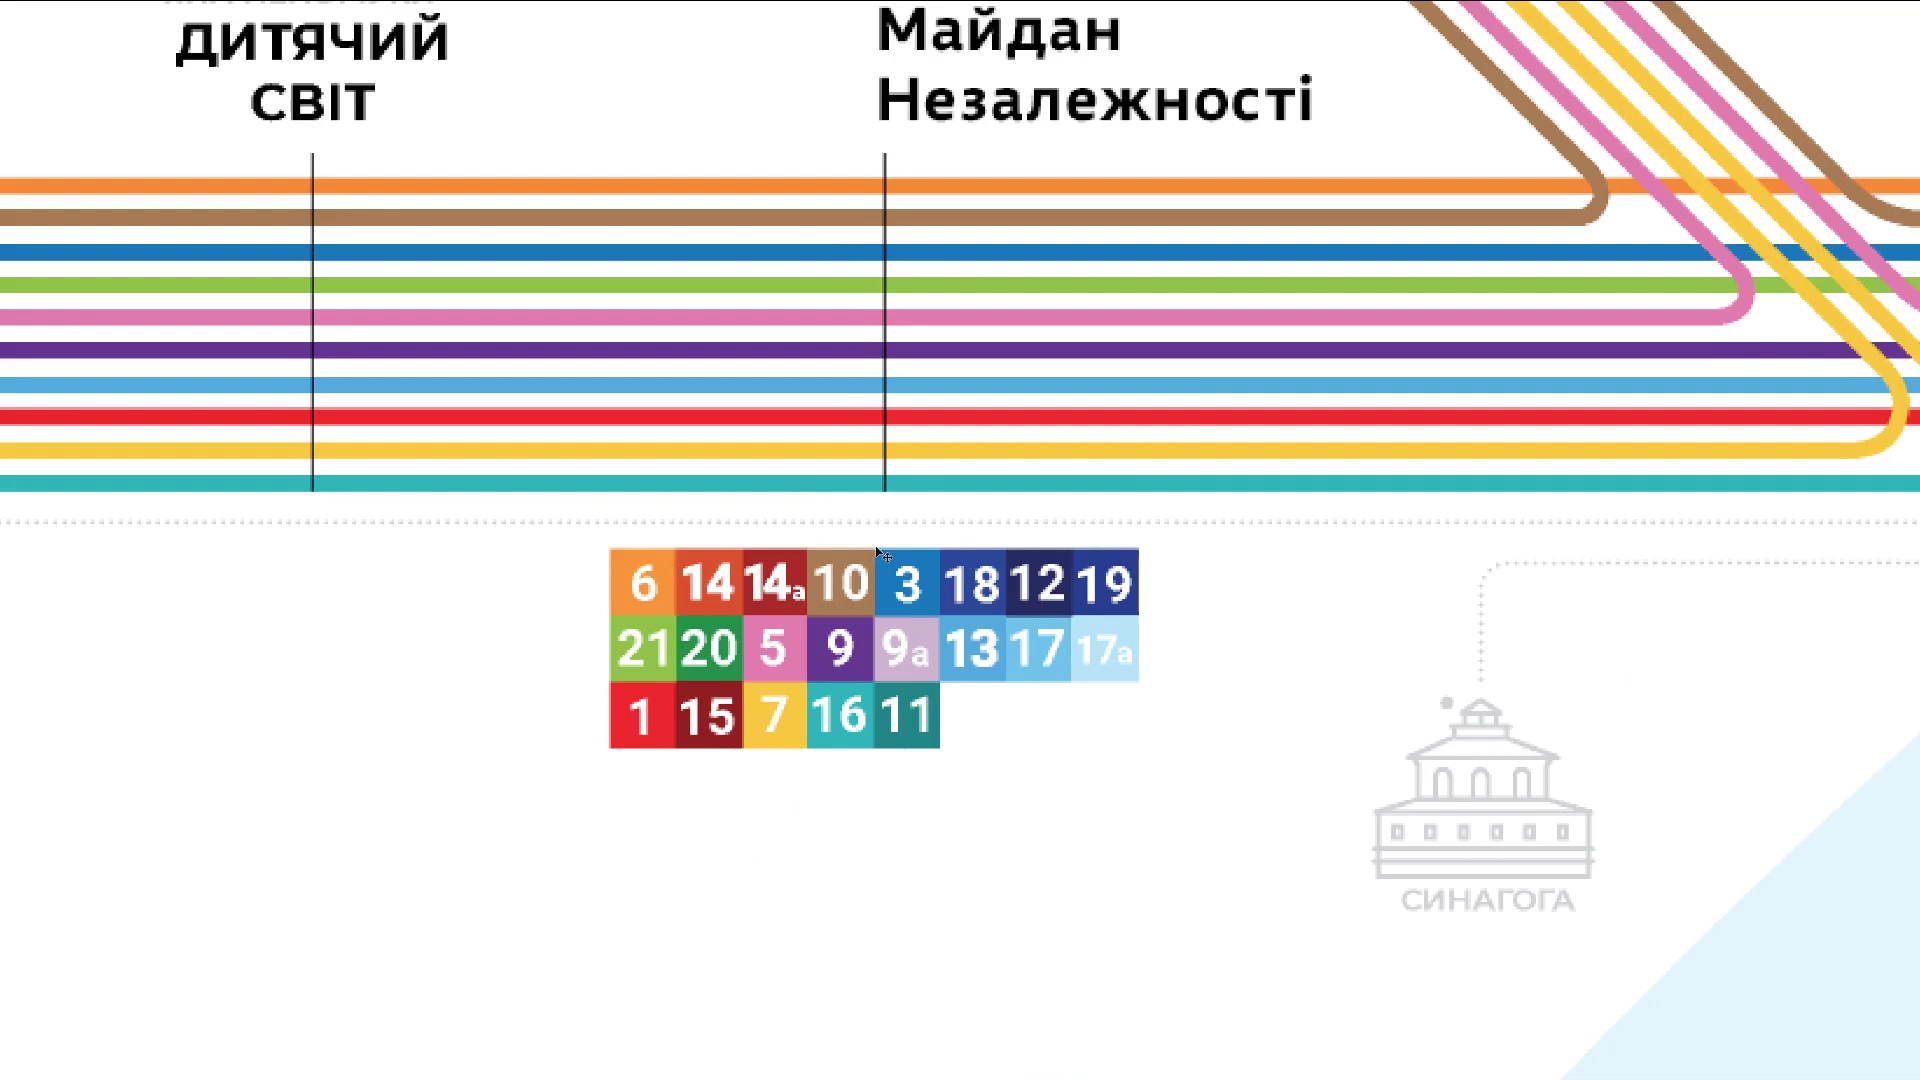 ДИТЯЧИЙ
СВІТ
Майдан
Незалежності
6 14 14а 10 3 18 12 19
21 20 5 9 9а 13 17 17а
1 15 7 16 11
СИНАГОГА